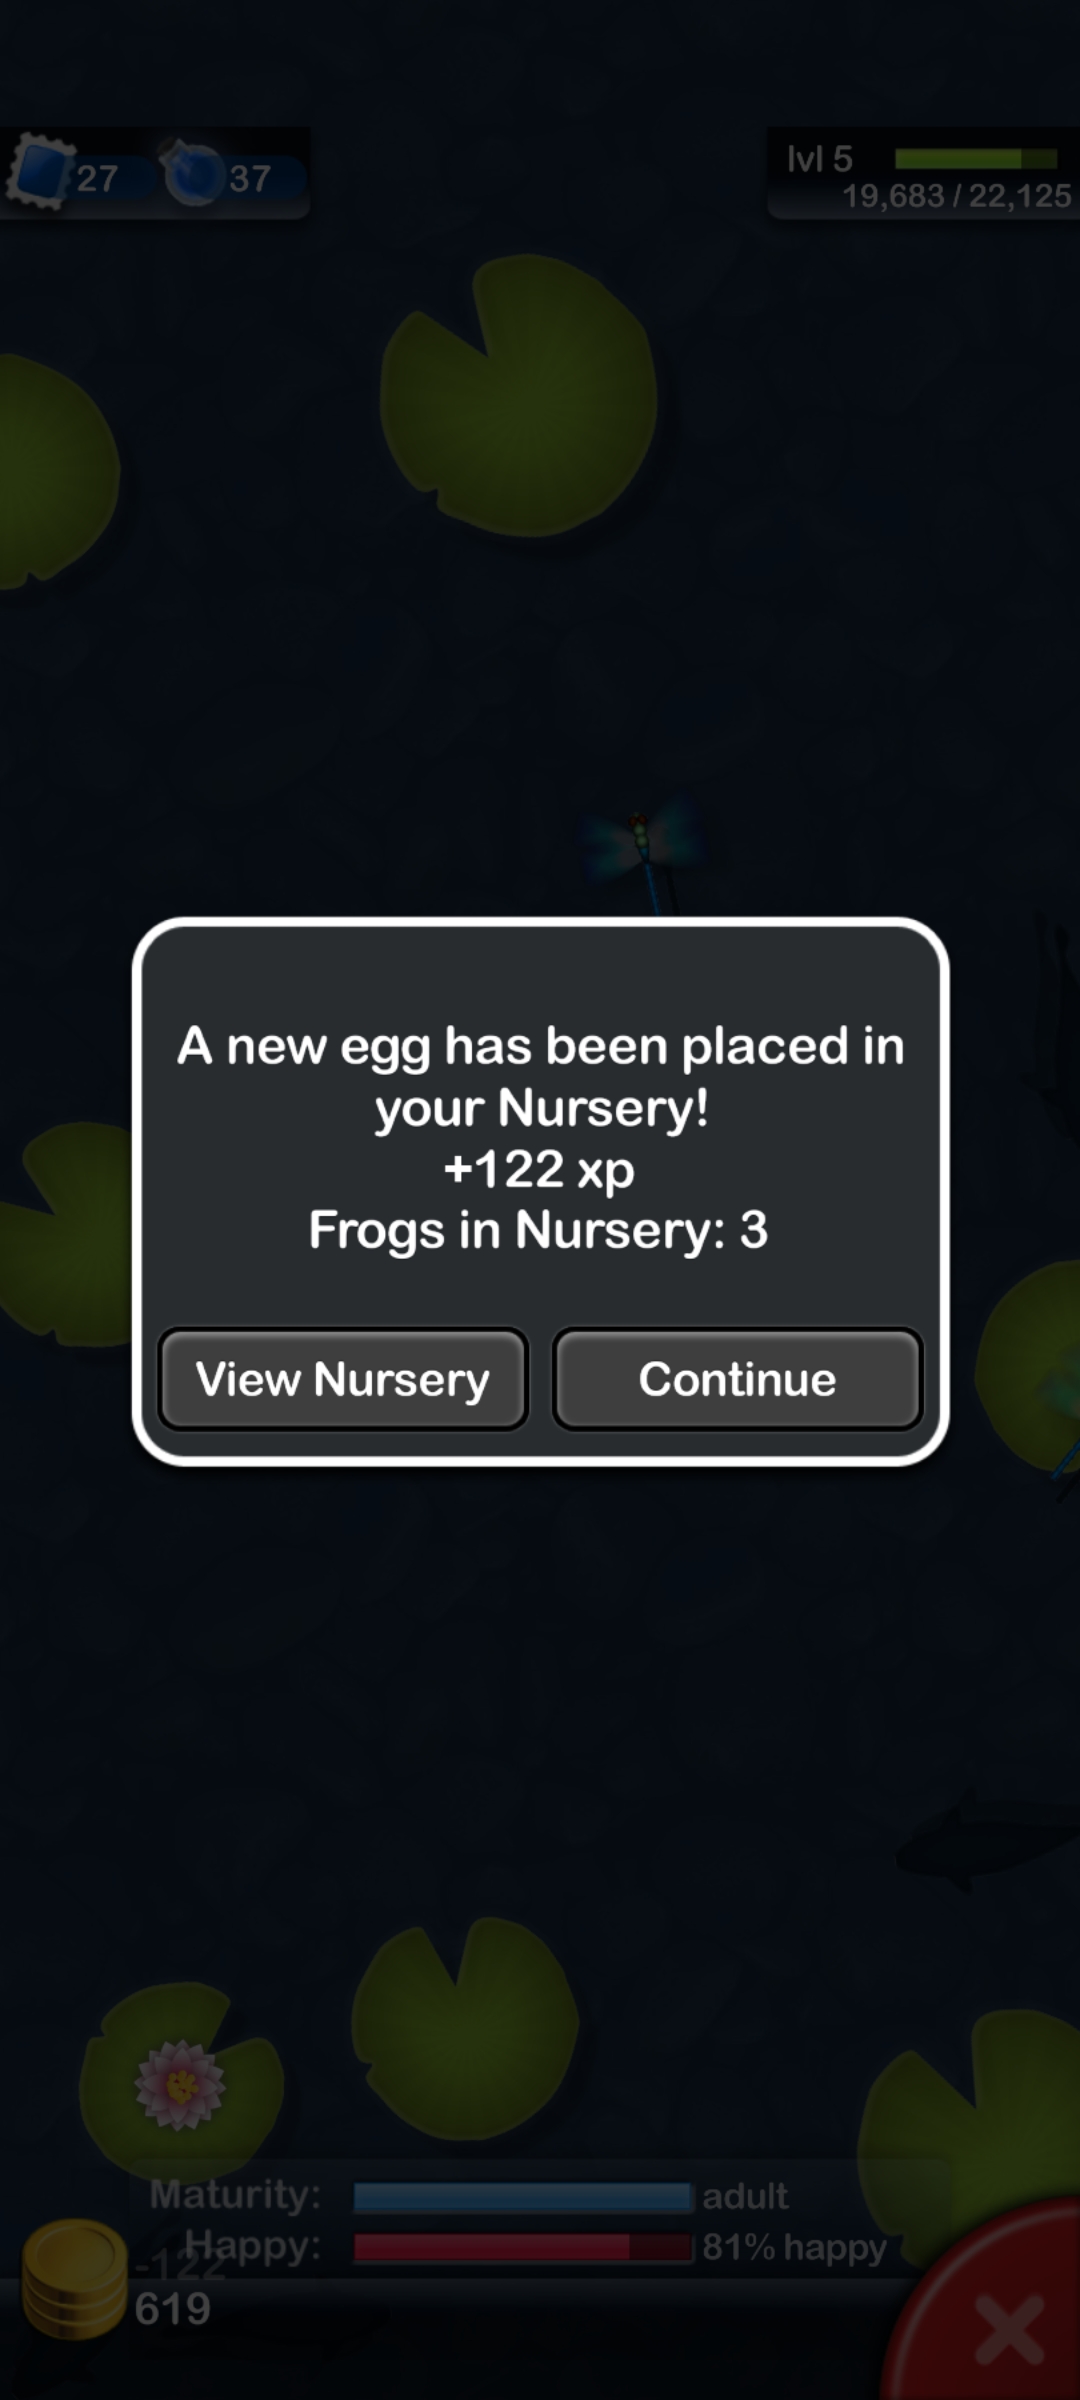 27
37
lvl 5
19,683 / 22,125
A new egg has been placed in
your Nursery!
+122 xp
Frogs in Nursery: 3
View Nursery
Continue
Maturity:
adult
Happy:
81% happy
-122
619